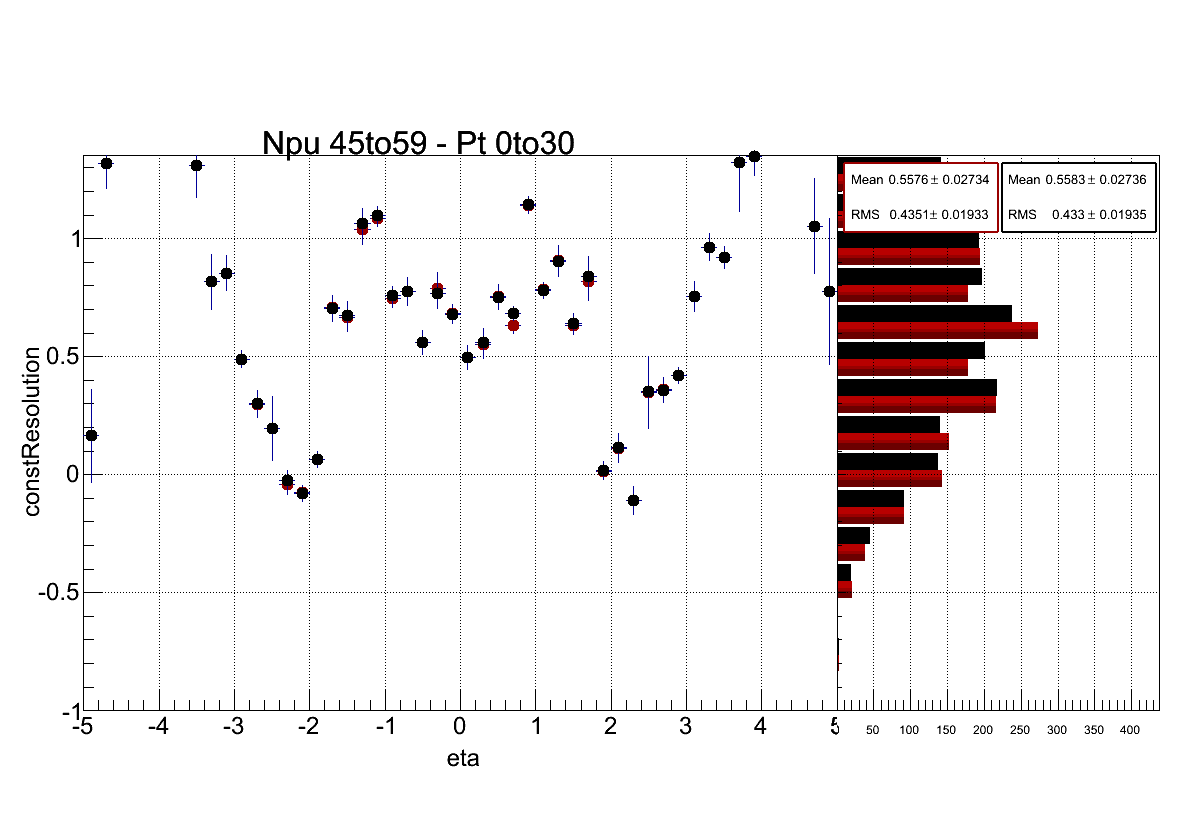 Npu 45to59 - Pt 0to30
Mean 0.5576 ± 0.02734
RMS 0.4351 ± 0.01933
Mean 0.5583 ± 0.02736
RMS 0.433 ± 0.01935
constResolution
1
0.5
0
-0.5
-1
-5 -4 -3 -2 -1 0 1 2 3 4
eta
50 100 150 200 250 300 350 400